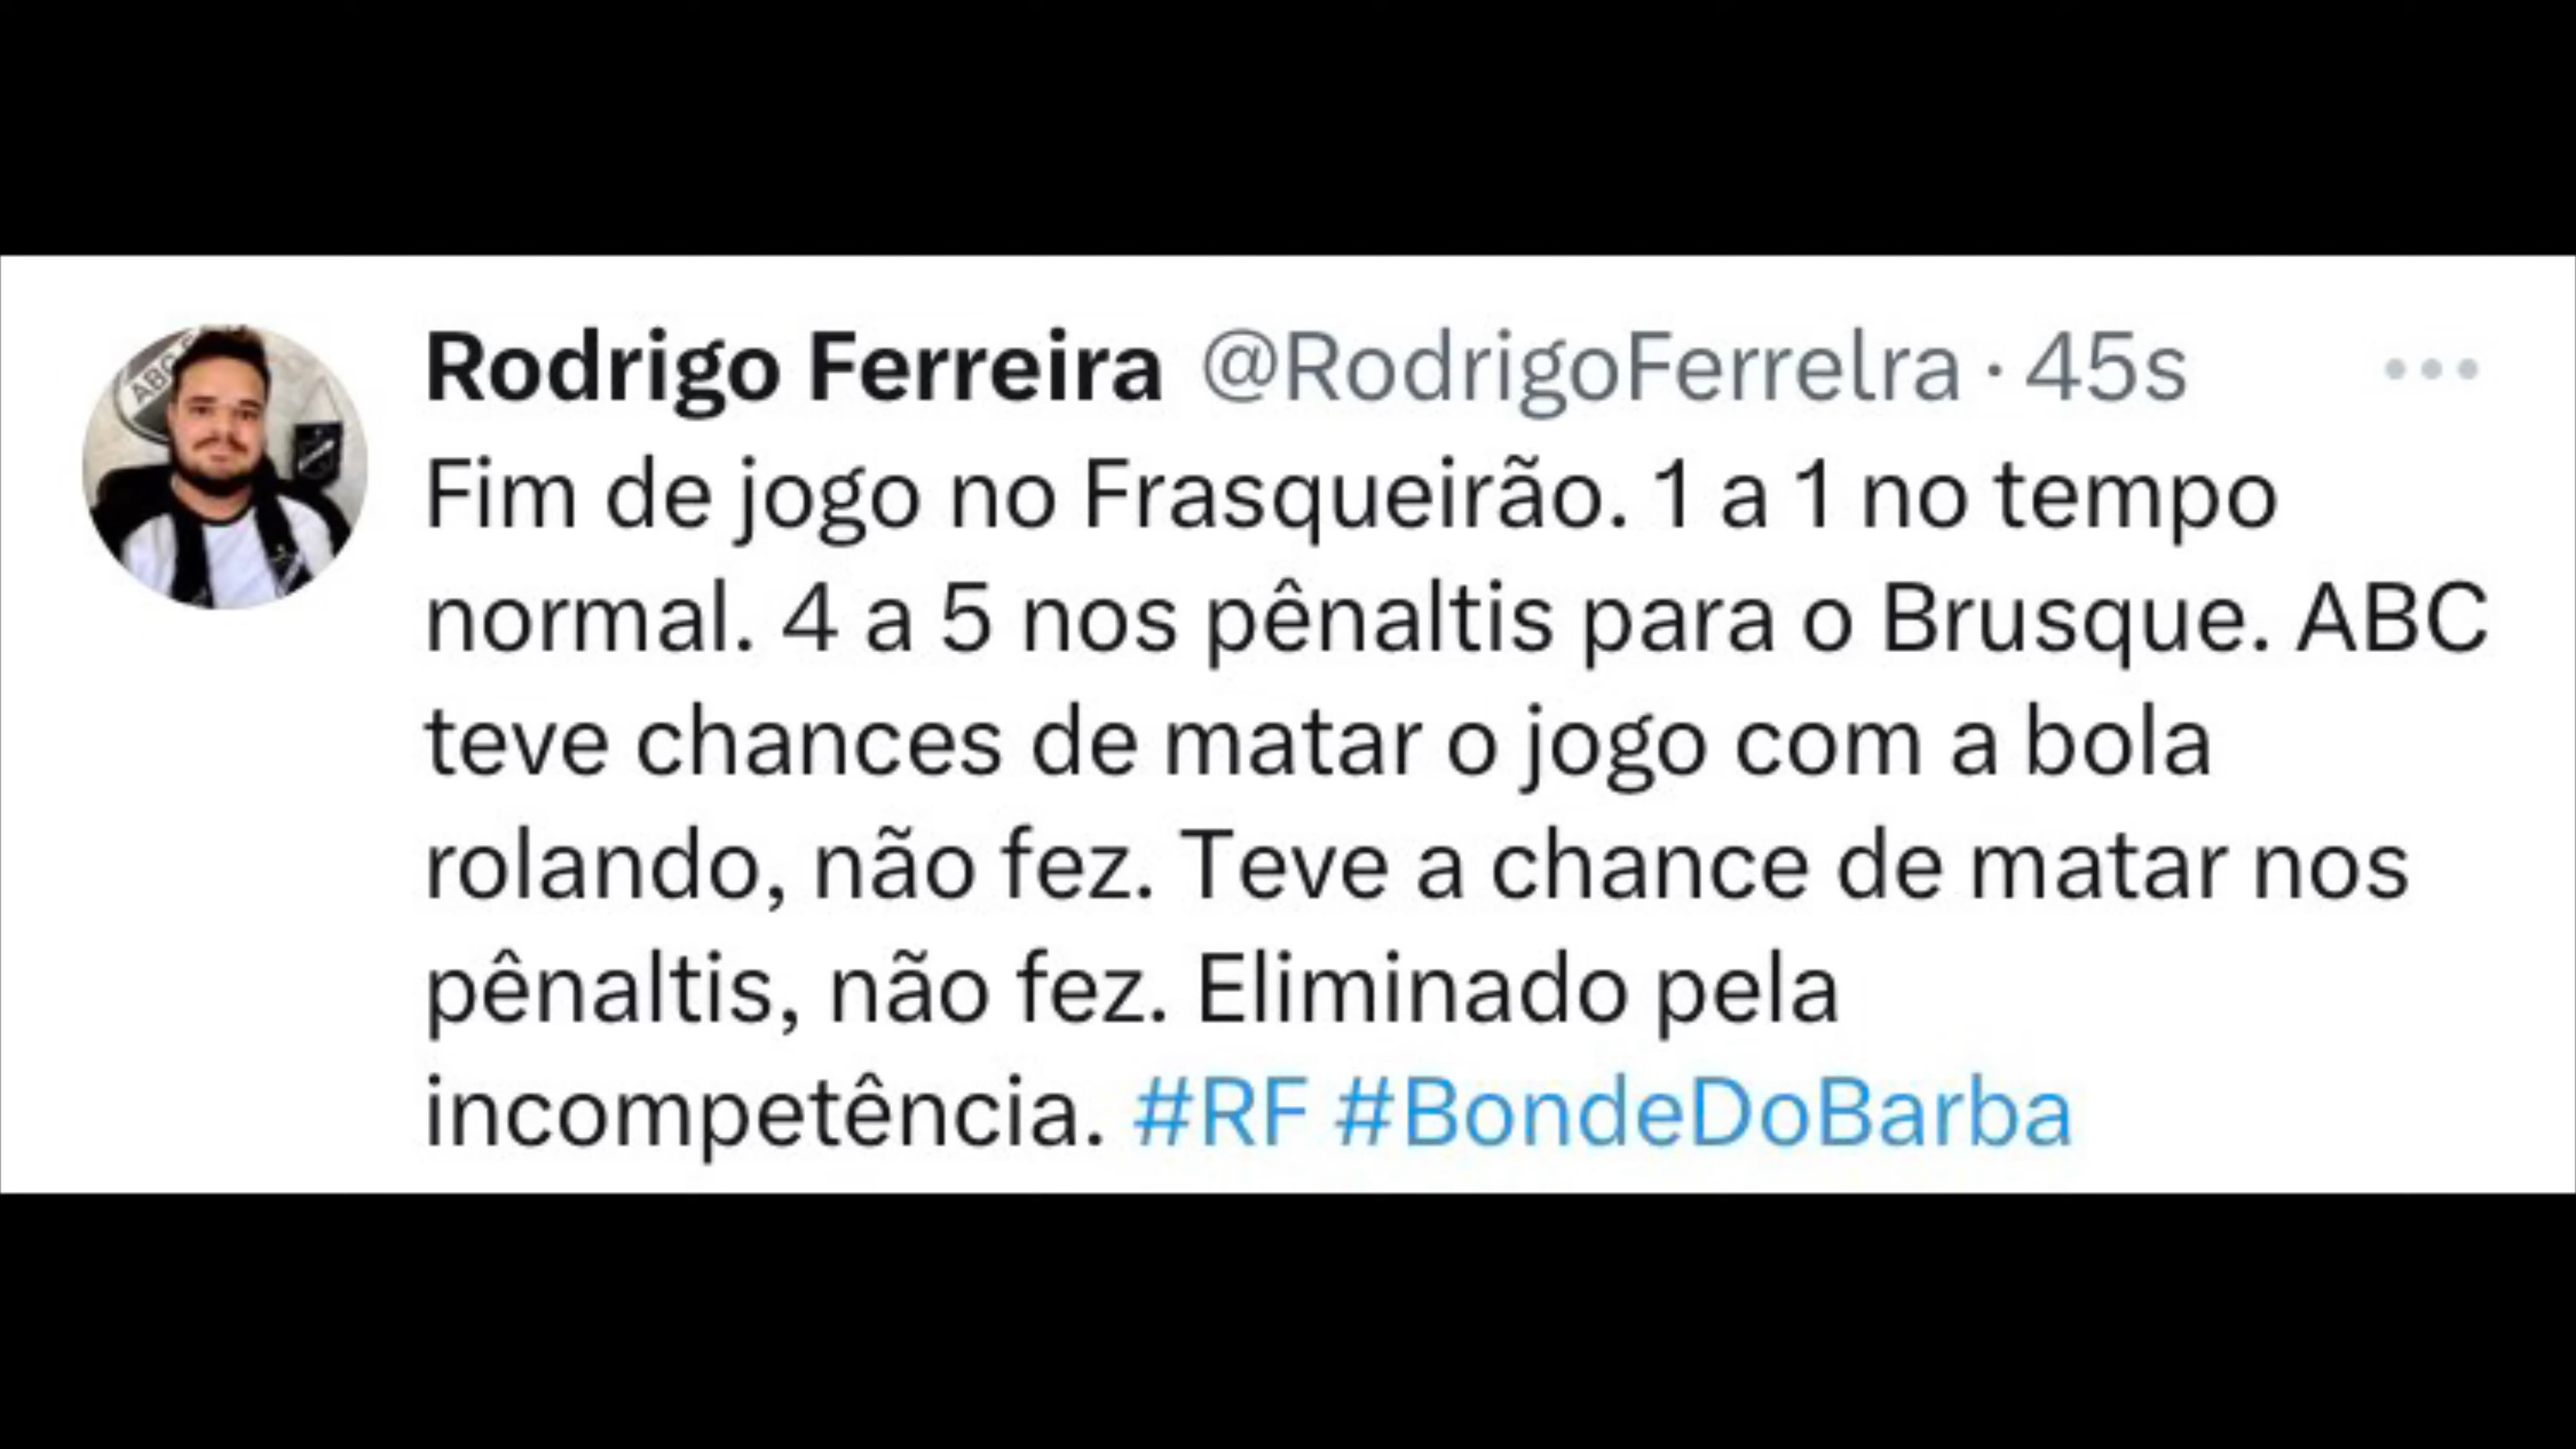 Rodrigo Ferreira @RodrigoFerrelra · 45s
Fim de jogo no Frasqueirão. 1 a 1 no tempo
normal. 4 a 5 nos pênaltis para o Brusque. ABC
teve chances de matar o jogo com a bola
rolando, não fez. Teve a chance de matar nos
pênaltis, não fez. Eliminado pela
incompetência. #RF #BondeDoBarba
ABC